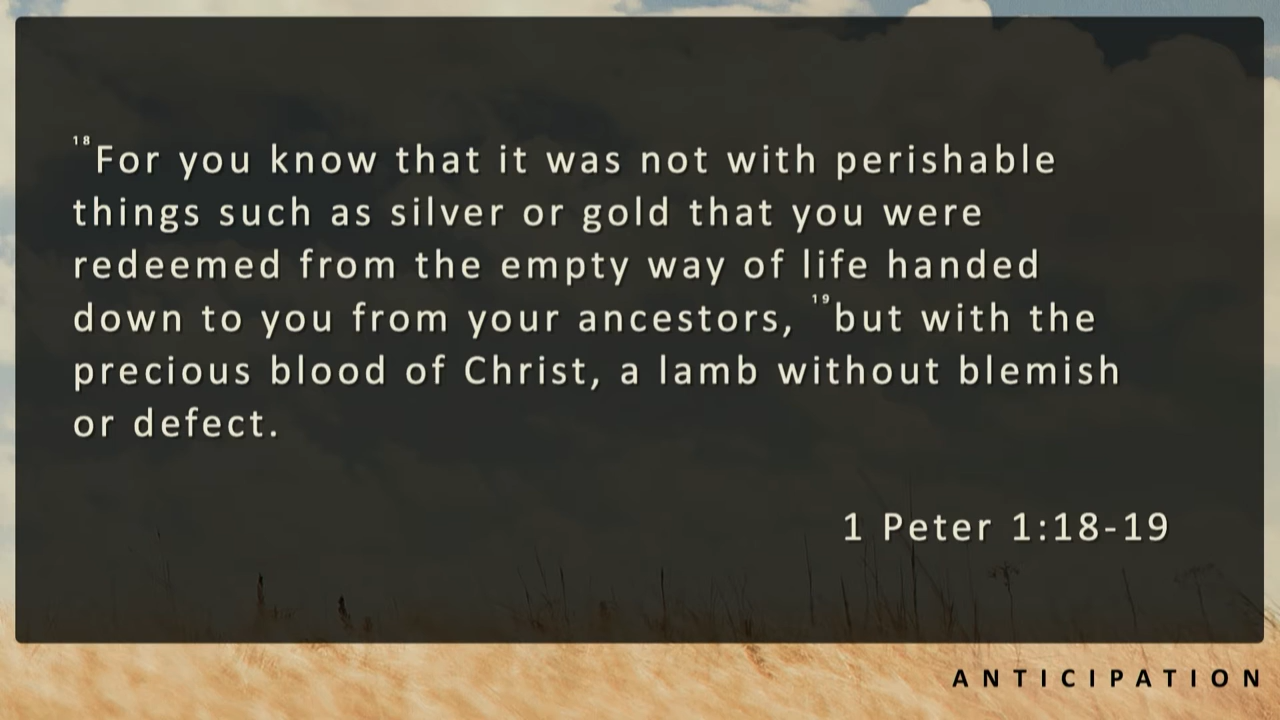 18For you know that it was not with perishable
things such as silver or gold that you were
redeemed from the empty way of life handed
down to you from your ancestors, 19but with the
precious blood of Christ, a lamb without blemish
or defect.
1 Peter 1:18-19
ANTICIPATION